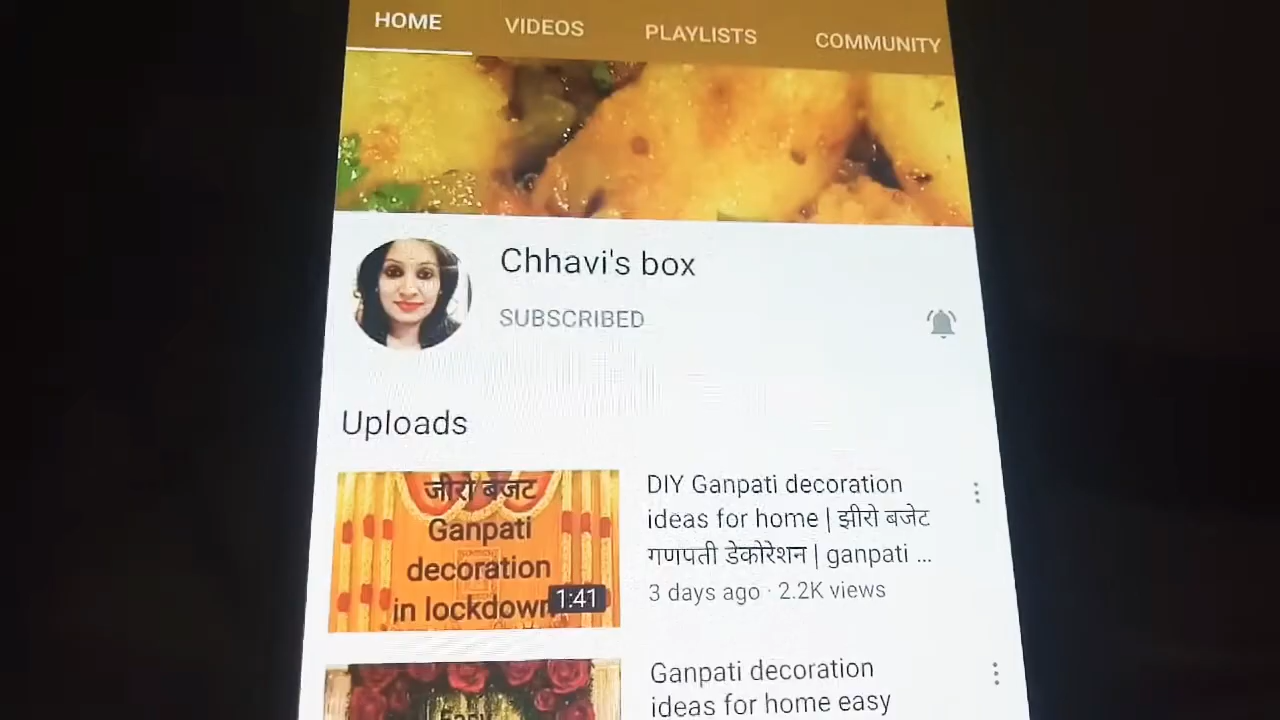 HOME VIDEOS PLAYLISTS COMMUNITY
Chhavi's box
SUBSCRIBED
Uploads
जीरो बजट
Ganpati
decoration
in lockdown
1:41
DIY Ganpati decoration
ideas for home | झीरो बजेट
गणपती डेकोरेशन | ganpati ...
3 days ago · 2.2K views
Easy
Ganpati decoration
ideas for home easy